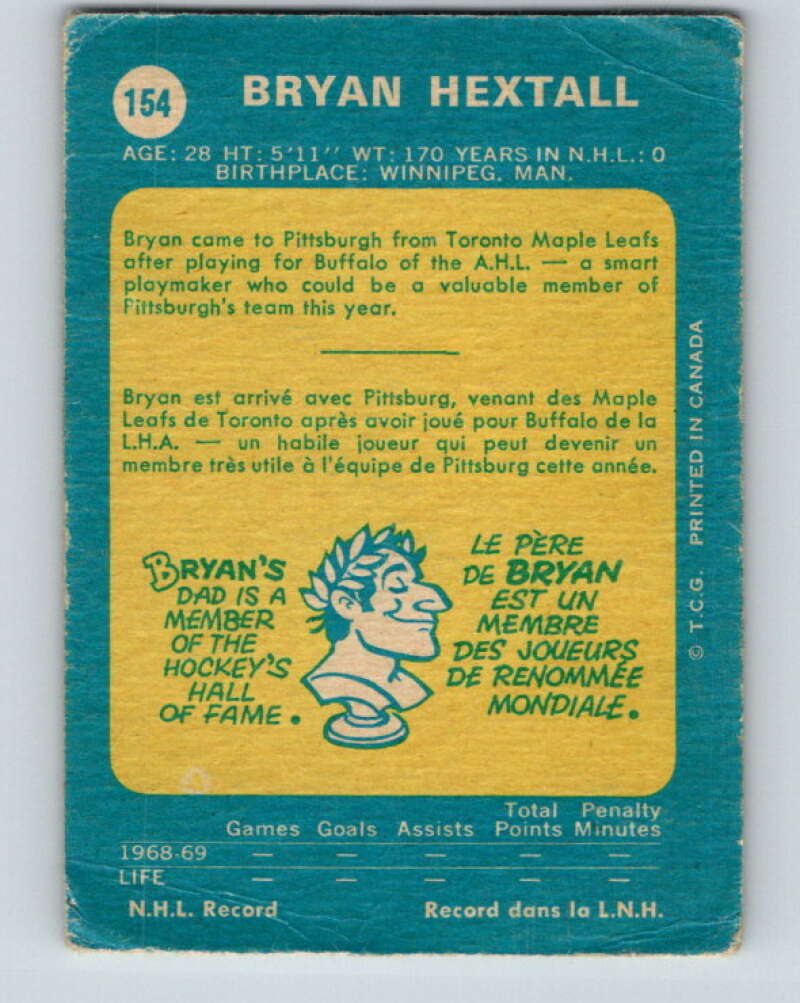 154
BRYAN HEXTALL
AGE: 28 HT: 5'11'' WT: 170 YEARS IN N.H.L.: 0
BIRTHPLACE: WINNIPEG. MAN.
Bryan came to Pittsburgh from Toronto Maple Leafs
after playing for Buffalo of the A.H.L. — a smart
playmaker who could be a valuable member of
Pittsburgh's team this year.
Bryan est arrivé avec Pittsburg, venant des Maple
Leafs de Toronto après avoir joué pour Buffalo de la
L.H.A. — un habile joueur qui peut devenir un
membre très utile à l'équipe de Pittsburg cette année.
BRYAN'S
DAD IS A
MEMBER
OF THE
HOCKEY'S
HALL
OF FAME.
LE PÈRE
DE BRYAN
EST UN
MEMBRE
DES JOUEURS
DE RENOMMÉE
MONDIALE.
© T.C.G. PRINTED IN CANADA
Total Penalty
Games Goals Assists Points Minutes
1968-69 — — — — —
LIFE — — — — —
N.H.L. Record Record dans la L.N.H.